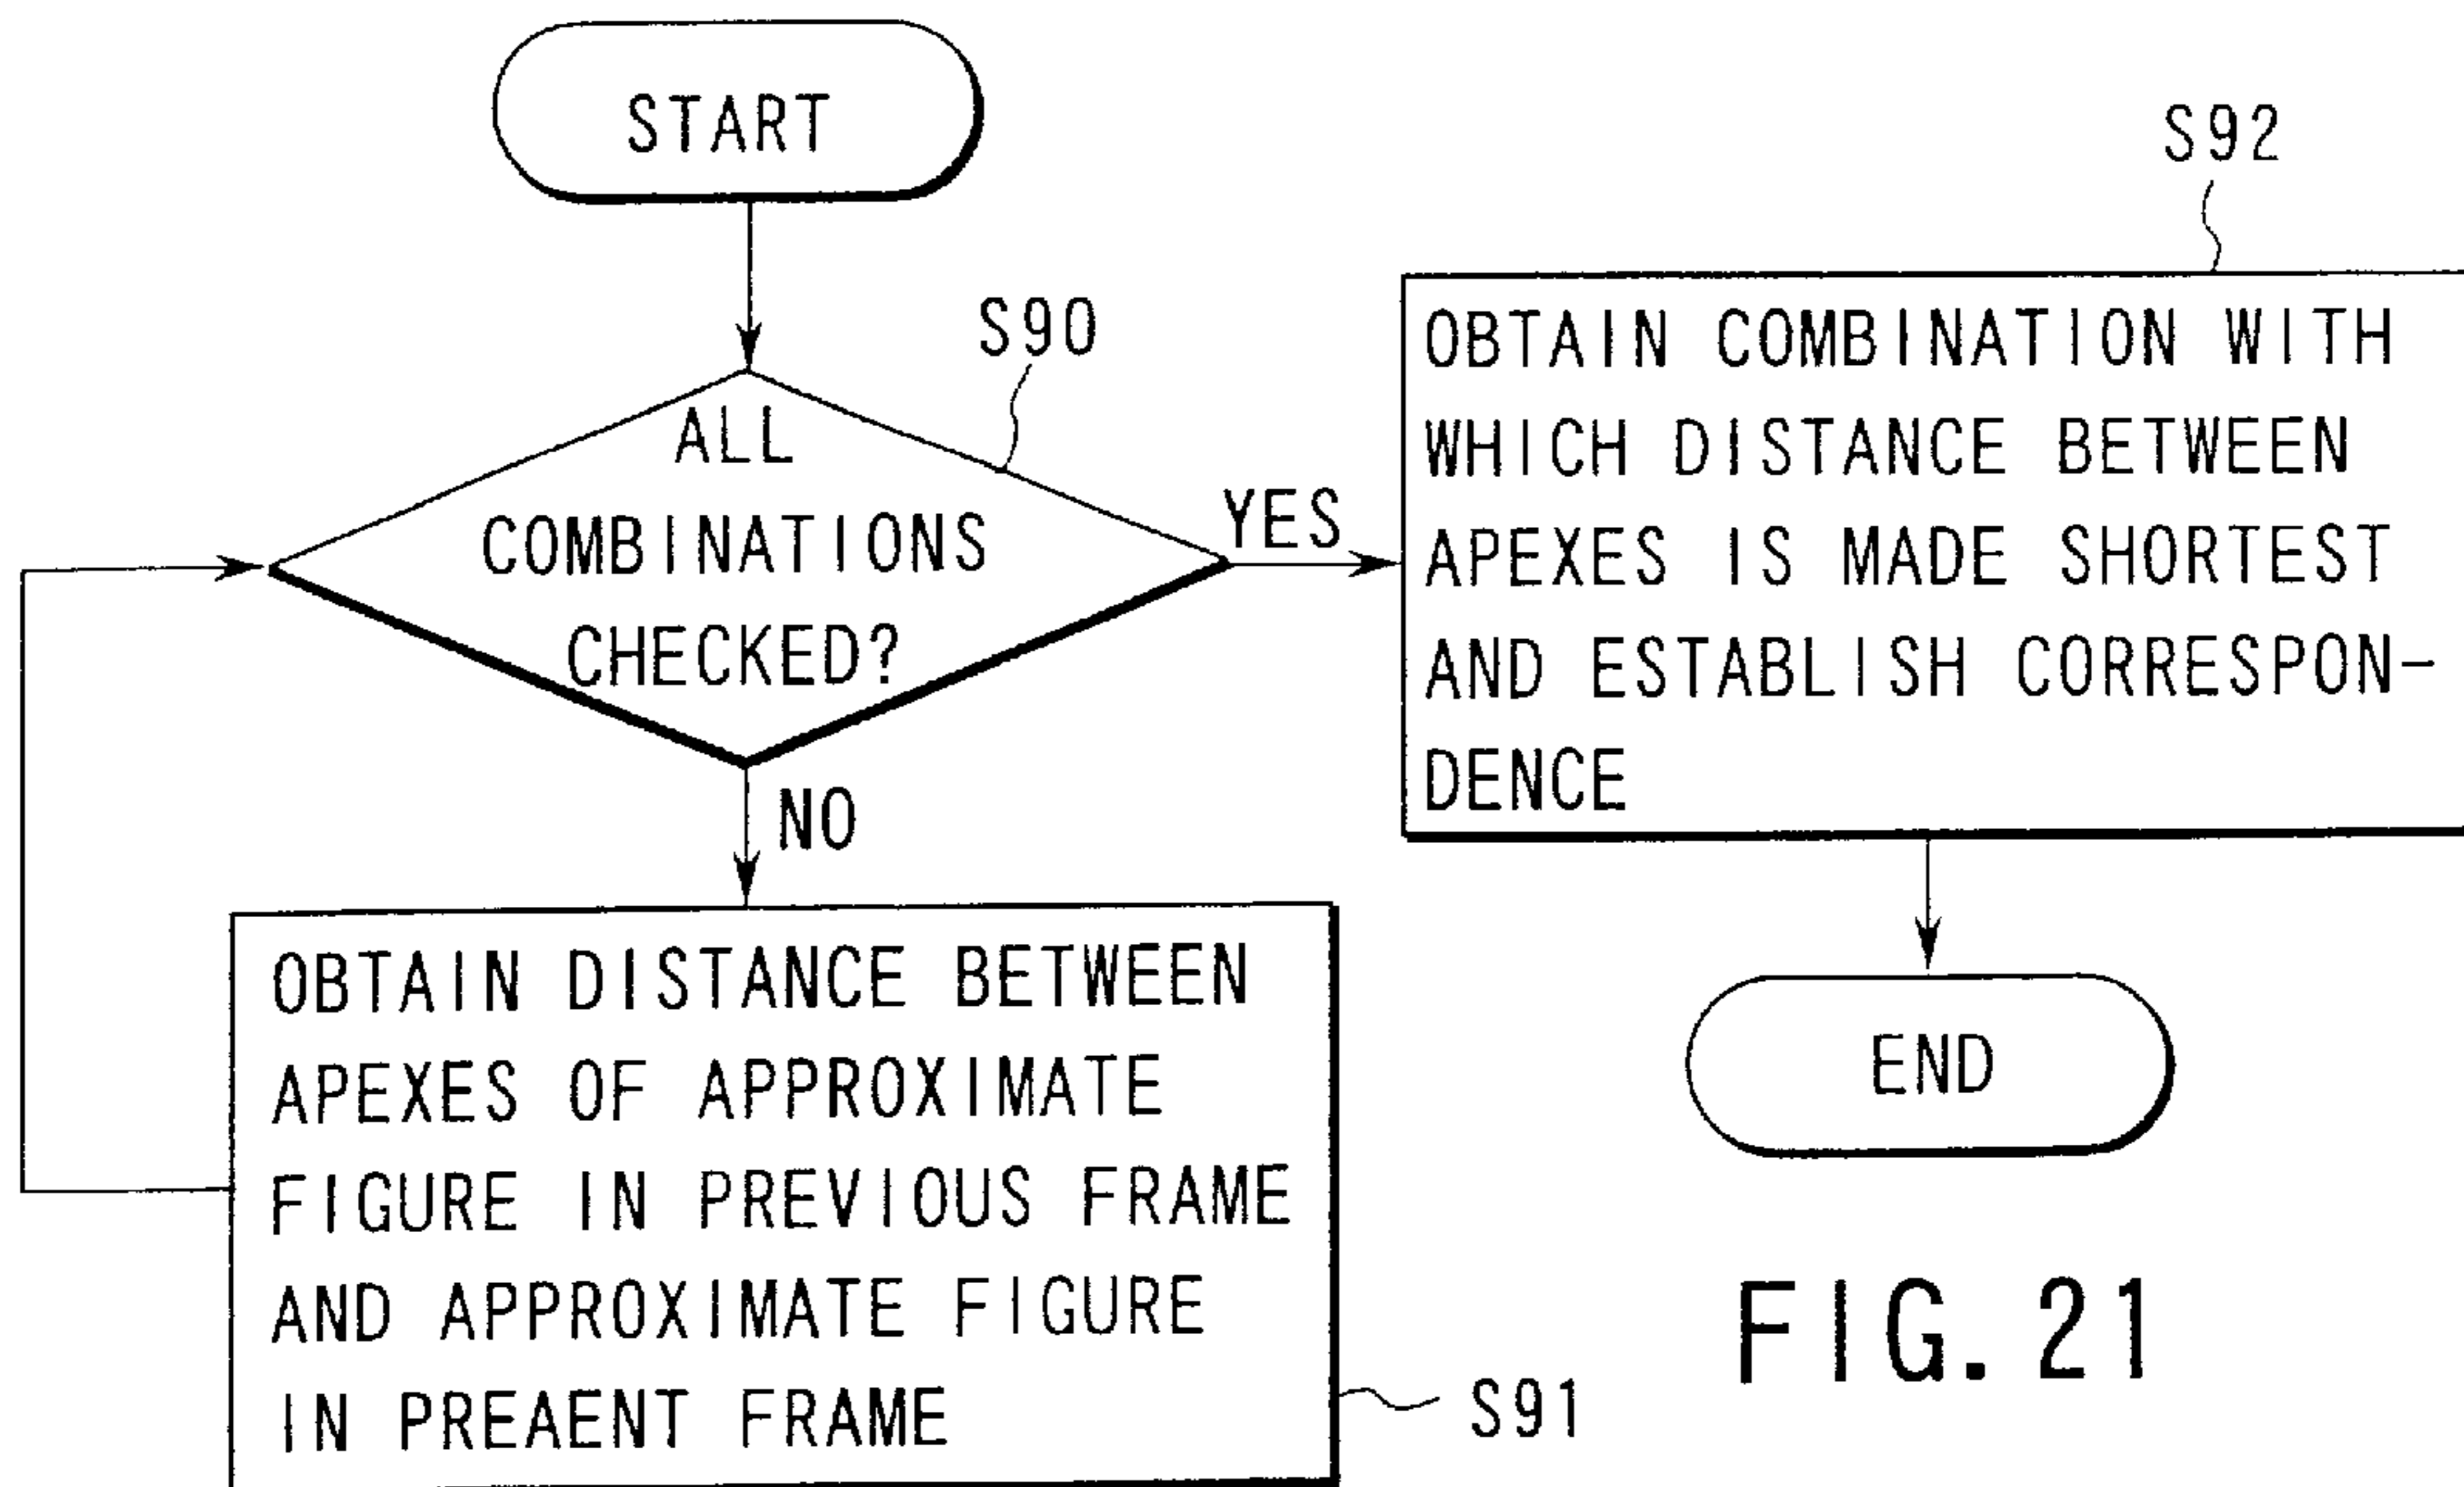 START
S90
ALL
COMBINATIONS
CHECKED?
YES
NO
S92
OBTAIN COMBINATION WITH
WHICH DISTANCE BETWEEN
APEXES IS MADE SHORTEST
AND ESTABLISH CORRESPON-
DENCE
OBTAIN DISTANCE BETWEEN
APEXES OF APPROXIMATE
FIGURE IN PREVIOUS FRAME
AND APPROXIMATE FIGURE
IN PREAENT FRAME
S91
END
FIG. 21